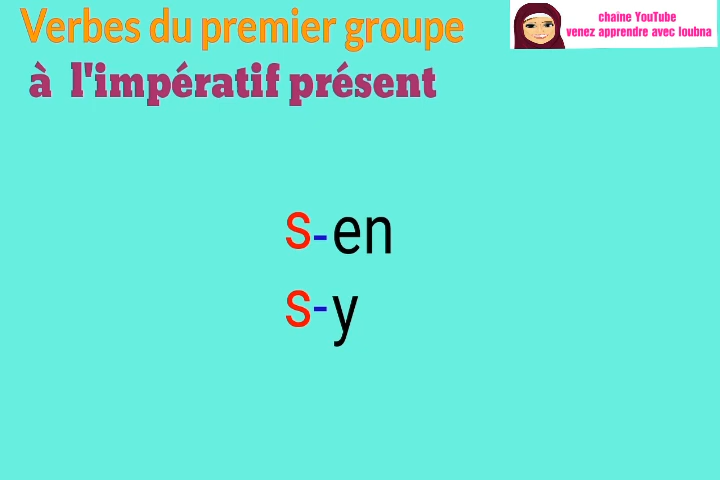 Verbes du premier groupe
à l'impératif présent
chaîne YouTube
venez apprendre avec loubna
s-en
s-y